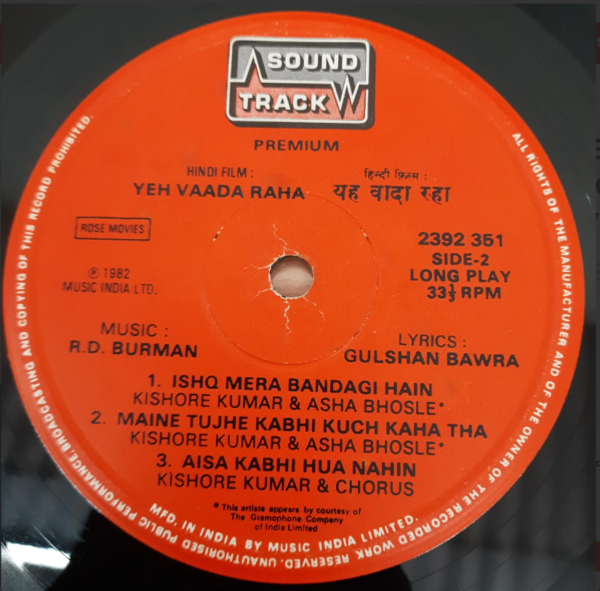 SOUND
TRACK
PREMIUM
HINDI FILM :
YEH VAADA RAHA
हिन्दी फ़िल्म :
यह वादा रहा
ROSE MOVIES
℗ 1982
MUSIC INDIA LTD.
2392 351
SIDE-2
LONG PLAY
33⅓ RPM
MUSIC :
R.D. BURMAN
LYRICS :
GULSHAN BAWRA
1. ISHQ MERA BANDAGI HAIN
KISHORE KUMAR & ASHA BHOSLE*
2. MAINE TUJHE KABHI KUCH KAHA THA
KISHORE KUMAR & ASHA BHOSLE*
3. AISA KABHI HUA NAHIN
KISHORE KUMAR & CHORUS
* This artiste appears by courtesy of
The Gramophone Company
of India Limited
MFD. IN INDIA BY MUSIC INDIA LIMITED.
ALL RIGHTS OF THE MANUFACTURER AND OF THE OWNER OF THE RECORDED WORK RESERVED. UNAUTHORISED PUBLIC PERFORMANCE, BROADCASTING AND COPYING OF THIS RECORD PROHIBITED.